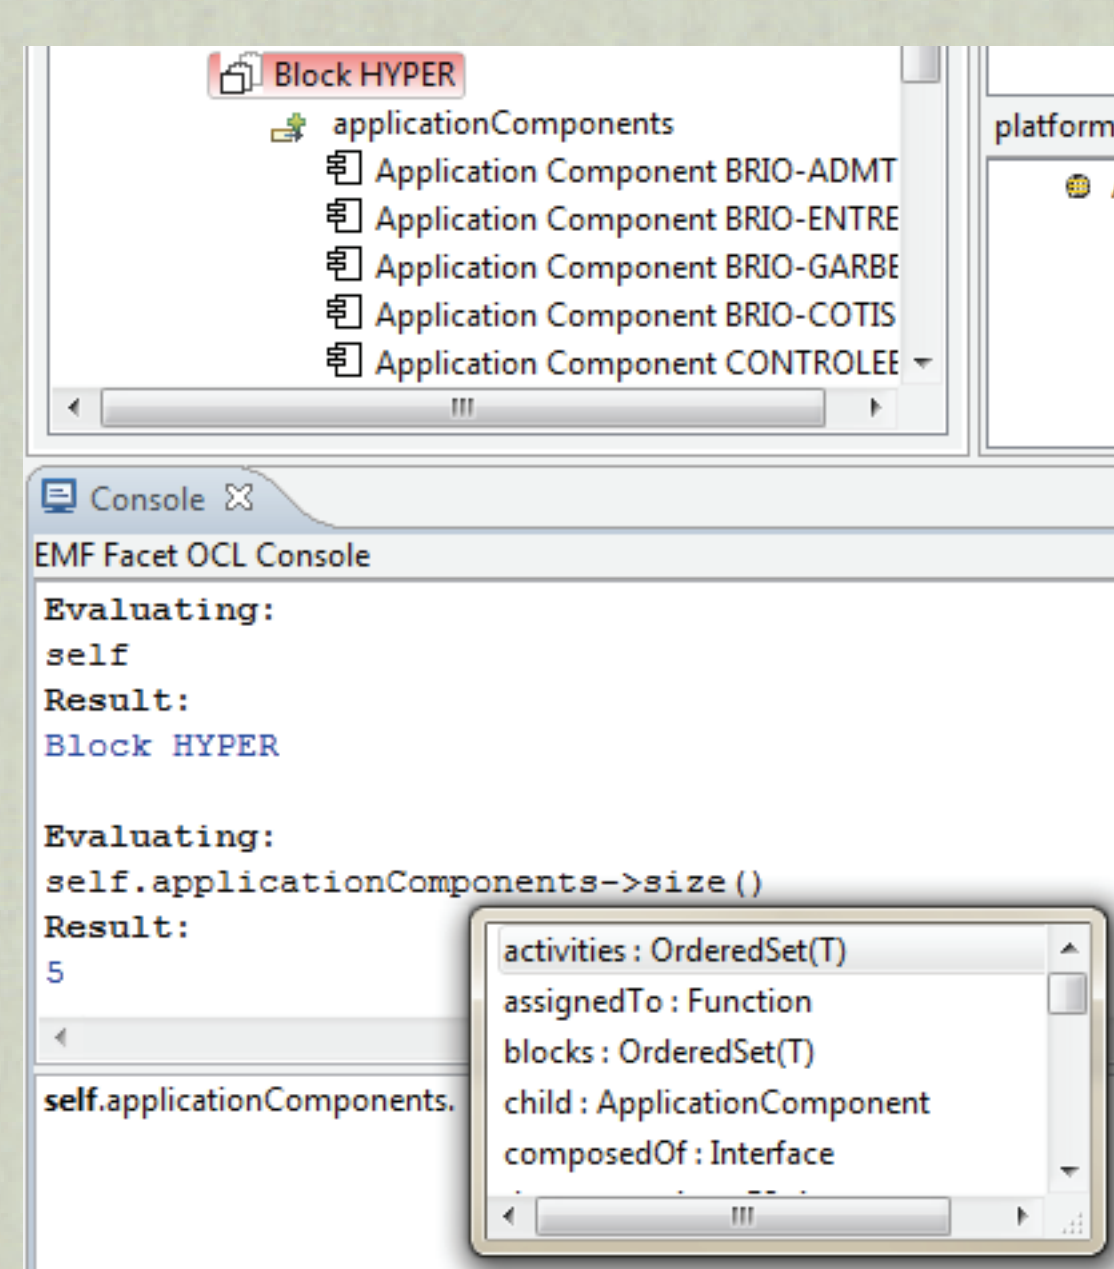 Block HYPER
applicationComponents
Application Component BRIO-ADMT
Application Component BRIO-ENTRE
Application Component BRIO-GARBE
Application Component BRIO-COTIS
Application Component CONTROLEE
platform
Console
EMF Facet OCL Console
Evaluating:
self
Result:
Block HYPER
Evaluating:
self.applicationComponents->size()
Result:
5
self.applicationComponents.
activities : OrderedSet(T)
assignedTo : Function
blocks : OrderedSet(T)
child : ApplicationComponent
composedOf : Interface